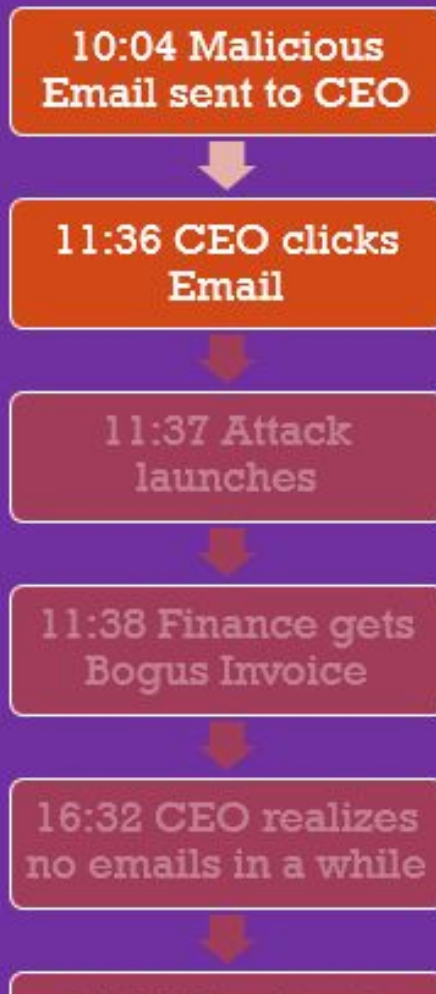 10:04 Malicious
Email sent to CEO
11:36 CEO clicks
Email
11:37 Attack
launches
11:38 Finance gets
Bogus Invoice
16:32 CEO realizes
no emails in a while